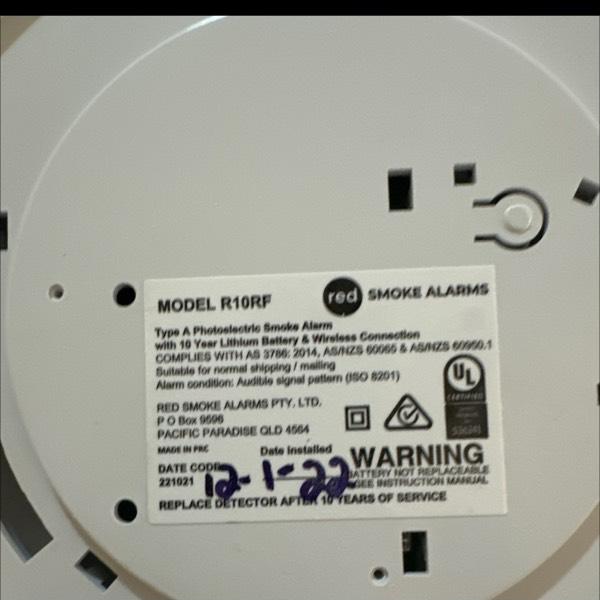 MODEL R10RF
red SMOKE ALARMS
Type A Photoelectric Smoke Alarm
with 10 Year Lithium Battery & Wireless Connection
COMPLIES WITH AS 3786: 2014, AS/NZS 60065 & AS/NZS 60950.1
Suitable for normal shipping / mailing
Alarm condition: Audible signal pattern (ISO 8201)
UL
CERTIFIED
RED SMOKE ALARMS PTY. LTD.
P O Box 9596
PACIFIC PARADISE QLD 4564
MADE IN PRC
Date Installed
WARNING
BATTERY NOT REPLACEABLE
SEE INSTRUCTION MANUAL
DATE CODE
221021
12-1-22
REPLACE DETECTOR AFTER 10 YEARS OF SERVICE